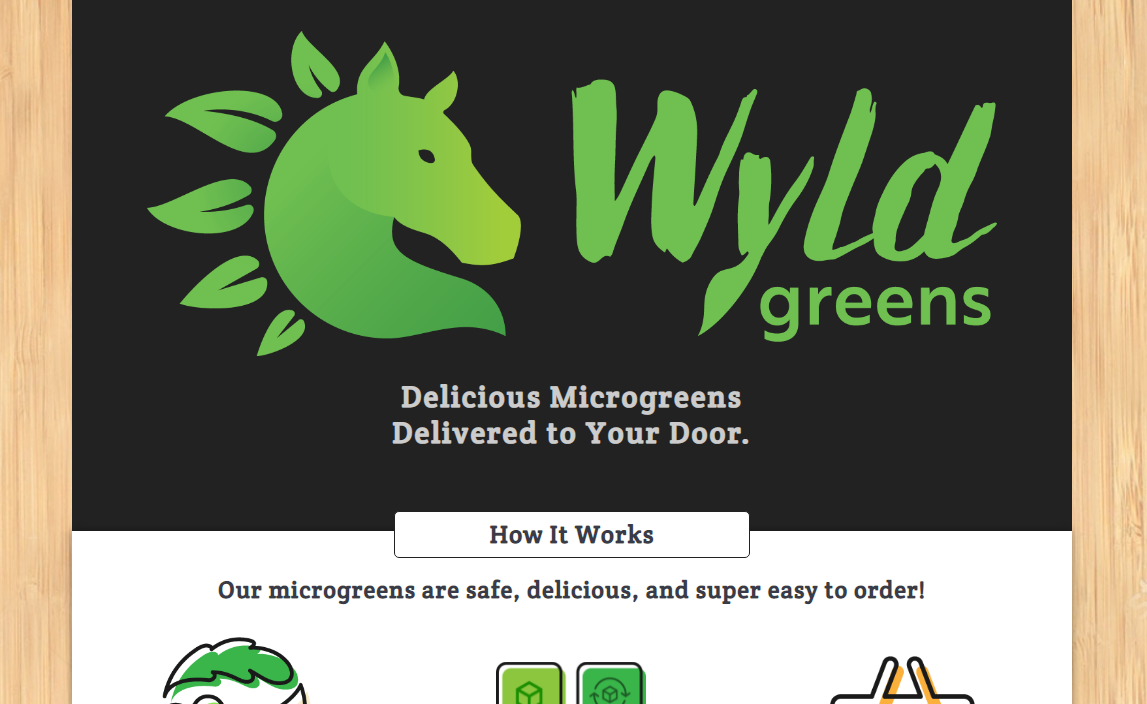 Wyld
greens
Delicious Microgreens
Delivered to Your Door.
How It Works
Our microgreens are safe, delicious, and super easy to order!